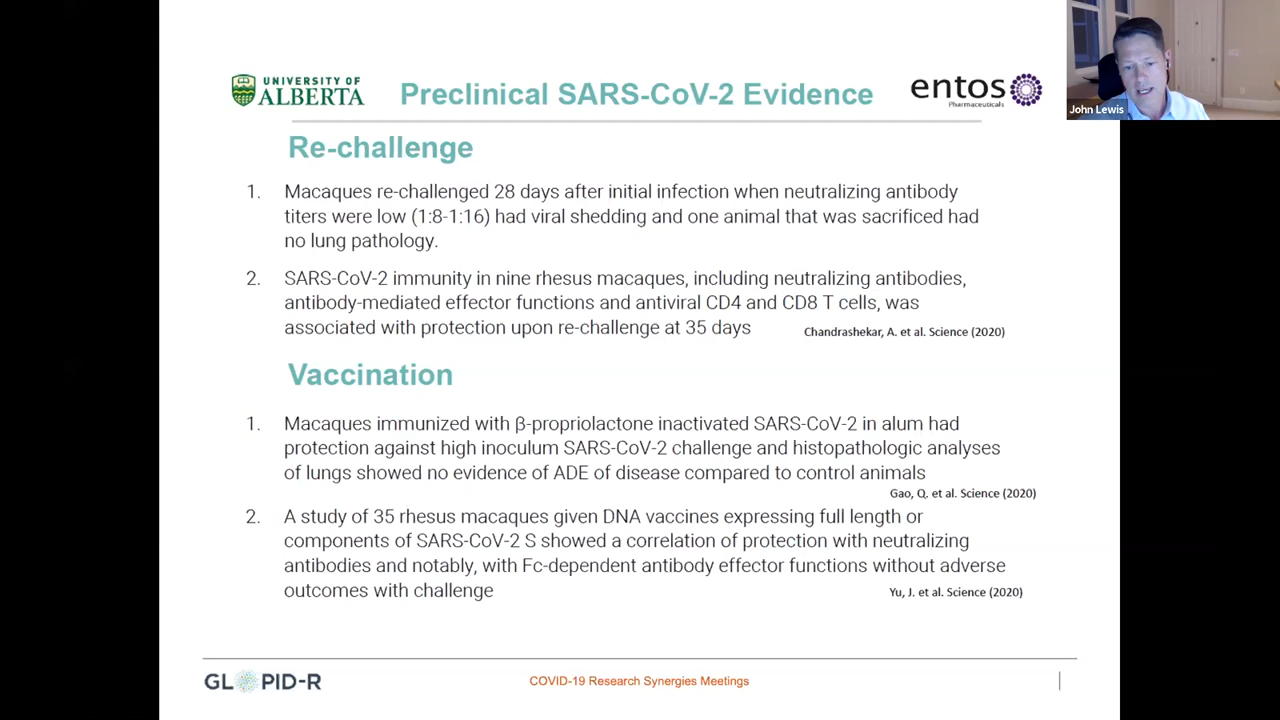 UNIVERSITY OF
ALBERTA
Preclinical SARS-CoV-2 Evidence
entos
Pharmaceuticals
John Lewis
Re-challenge
1. Macaques re-challenged 28 days after initial infection when neutralizing antibody
titers were low (1:8-1:16) had viral shedding and one animal that was sacrificed had
no lung pathology.
2. SARS-CoV-2 immunity in nine rhesus macaques, including neutralizing antibodies,
antibody-mediated effector functions and antiviral CD4 and CD8 T cells, was
associated with protection upon re-challenge at 35 days
Chandrashekar, A. et al. Science (2020)
Vaccination
1. Macaques immunized with β-propriolactone inactivated SARS-CoV-2 in alum had
protection against high inoculum SARS-CoV-2 challenge and histopathologic analyses
of lungs showed no evidence of ADE of disease compared to control animals
Gao, Q. et al. Science (2020)
2. A study of 35 rhesus macaques given DNA vaccines expressing full length or
components of SARS-CoV-2 S showed a correlation of protection with neutralizing
antibodies and notably, with Fc-dependent antibody effector functions without adverse
outcomes with challenge
Yu, J. et al. Science (2020)
GLOPID-R
COVID-19 Research Synergies Meetings